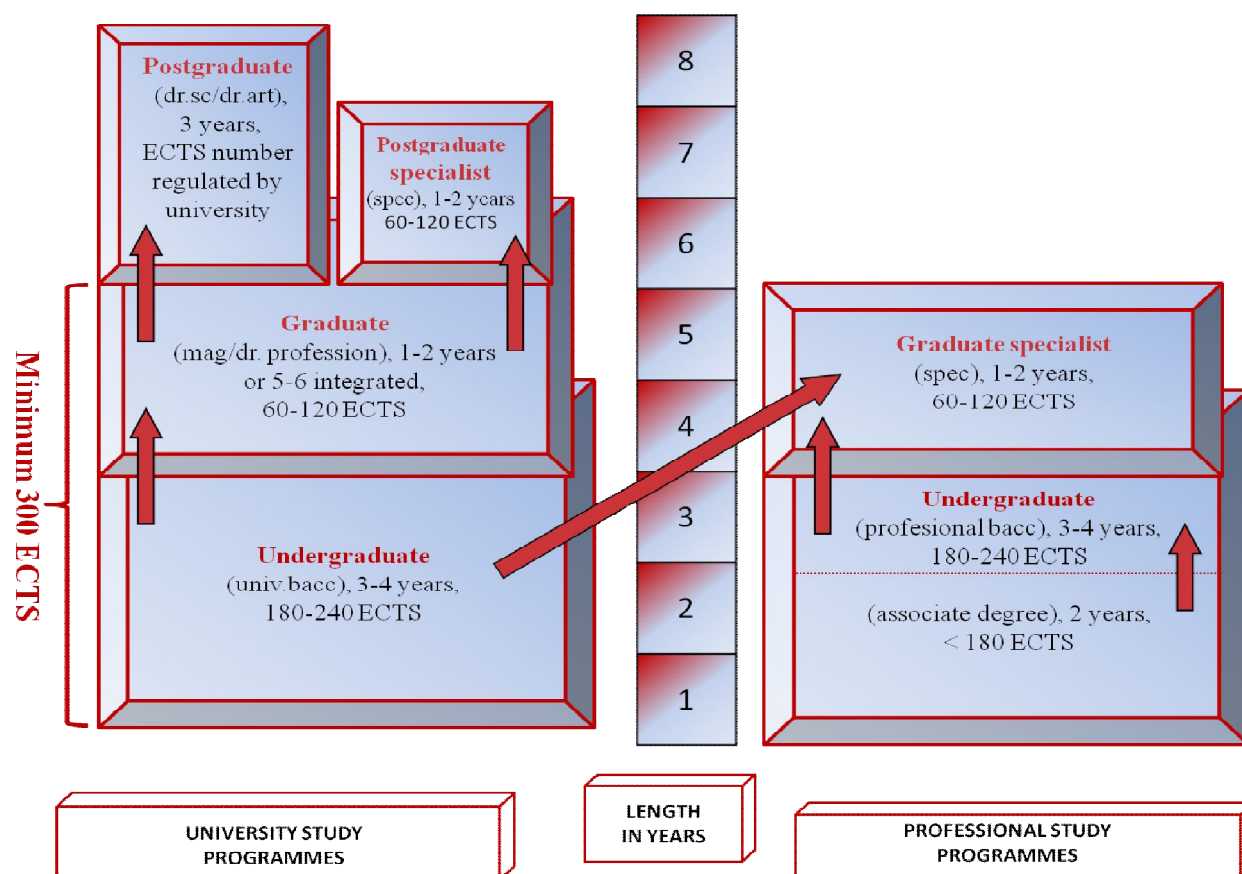 Postgraduate
(dr.sc/dr.art),
3 years,
ECTS number
regulated by
university
Postgraduate
specialist
(spec), 1-2 years
60-120 ECTS
Graduate
(mag/dr. profession), 1-2 years
or 5-6 integrated,
60-120 ECTS
Undergraduate
(univ.bacc), 3-4 years,
180-240 ECTS
Minimum 300 ECTS
8
7
6
5
4
3
2
1
Graduate specialist
(spec), 1-2 years,
60-120 ECTS
Undergraduate
(profesional bacc), 3-4 years,
180-240 ECTS
(associate degree), 2 years,
< 180 ECTS
UNIVERSITY STUDY
PROGRAMMES
LENGTH
IN YEARS
PROFESSIONAL STUDY
PROGRAMMES